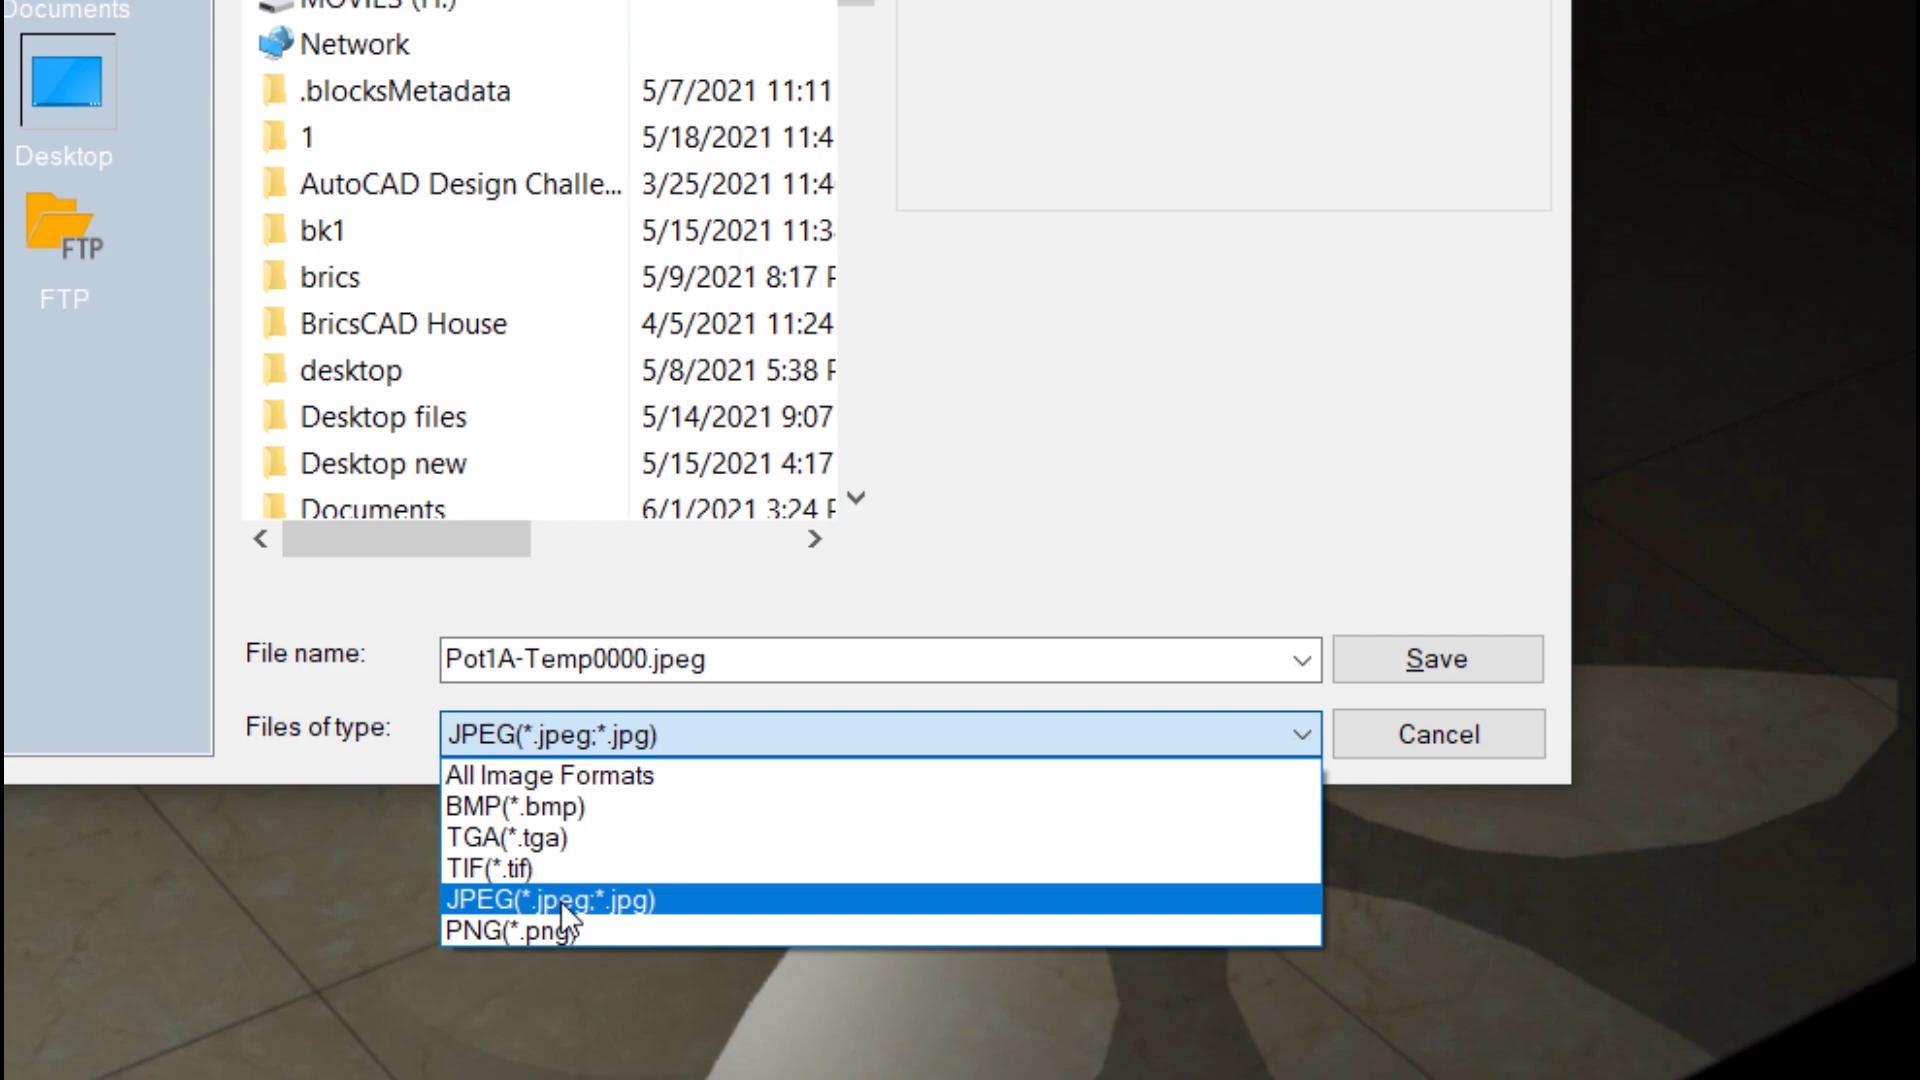 Documents
Desktop
FTP
FTP
MOVIES (H:)
Network
.blocksMetadata 5/7/2021 11:11
1 5/18/2021 11:4
AutoCAD Design Challe... 3/25/2021 11:4
bk1 5/15/2021 11:3
brics 5/9/2021 8:17 P
BricsCAD House 4/5/2021 11:24
desktop 5/8/2021 5:38 P
Desktop files 5/14/2021 9:07
Desktop new 5/15/2021 4:17
Documents 6/1/2021 3:24 P
File name: Pot1A-Temp0000.jpeg Save
Files of type: JPEG(*.jpeg;*.jpg) Cancel
All Image Formats
BMP(*.bmp)
TGA(*.tga)
TIF(*.tif)
JPEG(*.jpeg;*.jpg)
PNG(*.png)